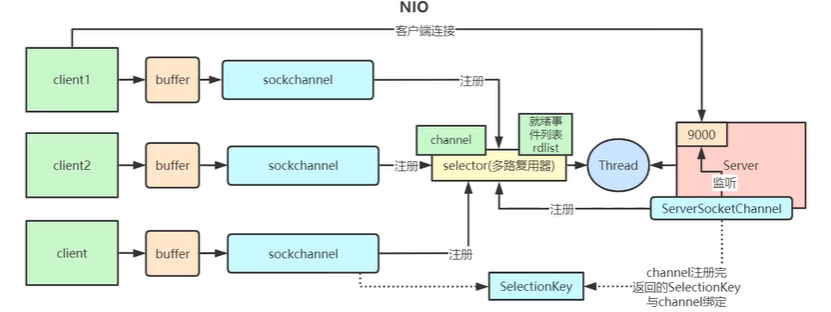 NIO
客户端连接
client1
buffer
sockchannel
注册
client2
buffer
sockchannel
注册
channel
就绪事
件列表
rdlist
selector(多路复用器)
Thread
9000
Server
监听
ServerSocketChannel
注册
client
buffer
sockchannel
注册
SelectionKey
channel注册完
返回的SelectionKey
与channel绑定